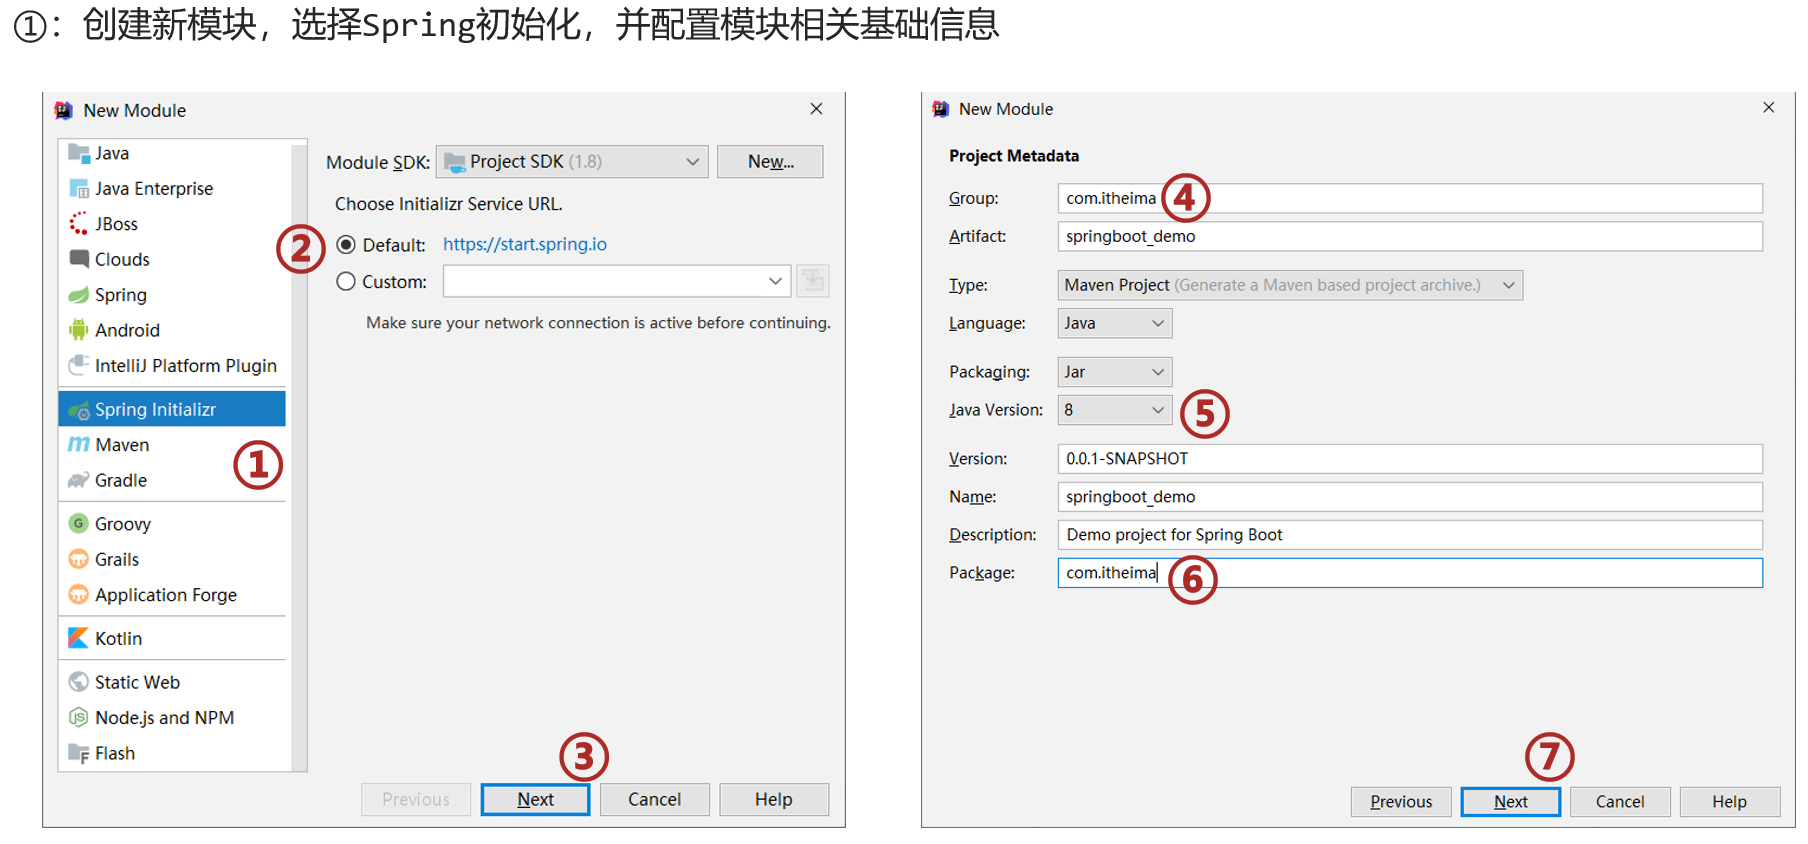 ①：创建新模块，选择Spring初始化，并配置模块相关基础信息
New Module
Java
Java Enterprise
JBoss
Clouds
Spring
Android
IntelliJ Platform Plugin
Spring Initializr
Maven
①
Gradle
Groovy
Grails
Application Forge
Kotlin
Static Web
Node.js and NPM
Flash
Module SDK: Project SDK (1.8) New...
Choose Initializr Service URL.
② Default: https://start.spring.io
Custom:
Make sure your network connection is active before continuing.
③
Previous Next Cancel Help
New Module
Project Metadata
Group: com.itheima ④
Artifact: springboot_demo
Type: Maven Project (Generate a Maven based project archive.)
Language: Java
Packaging: Jar
Java Version: 8 ⑤
Version: 0.0.1-SNAPSHOT
Name: springboot_demo
Description: Demo project for Spring Boot
Package: com.itheima ⑥
⑦
Previous Next Cancel Help